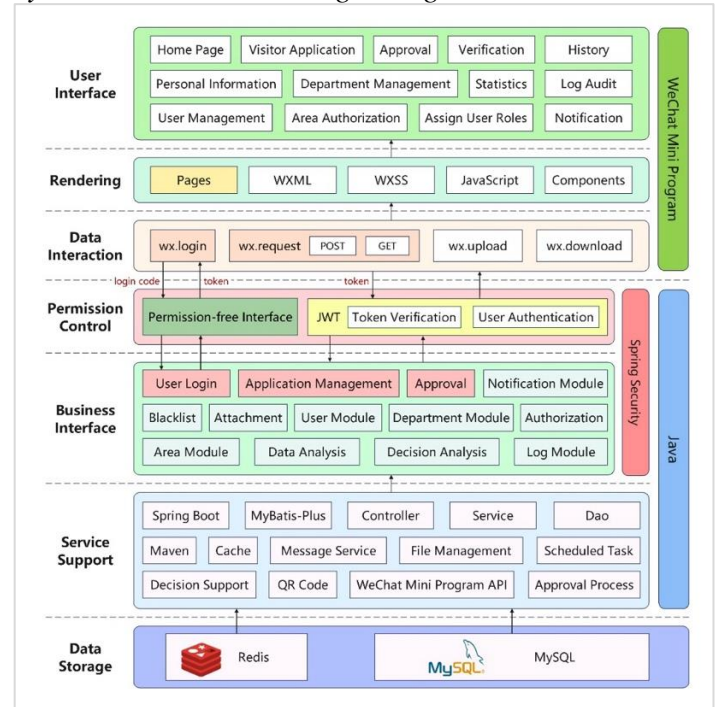 User Interface
Home Page Visitor Application Approval Verification History
Personal Information Department Management Statistics Log Audit
User Management Area Authorization Assign User Roles Notification
WeChat Mini Program
Rendering
Pages WXML WXSS JavaScript Components
Data Interaction
wx.login wx.request POST GET wx.upload wx.download
login code token token
Permission Control
Permission-free Interface JWT Token Verification User Authentication
Spring Security
Java
Business Interface
User Login Application Management Approval Notification Module
Blacklist Attachment User Module Department Module Authorization
Area Module Data Analysis Decision Analysis Log Module
Service Support
Spring Boot MyBatis-Plus Controller Service Dao
Maven Cache Message Service File Management Scheduled Task
Decision Support QR Code WeChat Mini Program API Approval Process
Data Storage
Redis MySQL MySQL